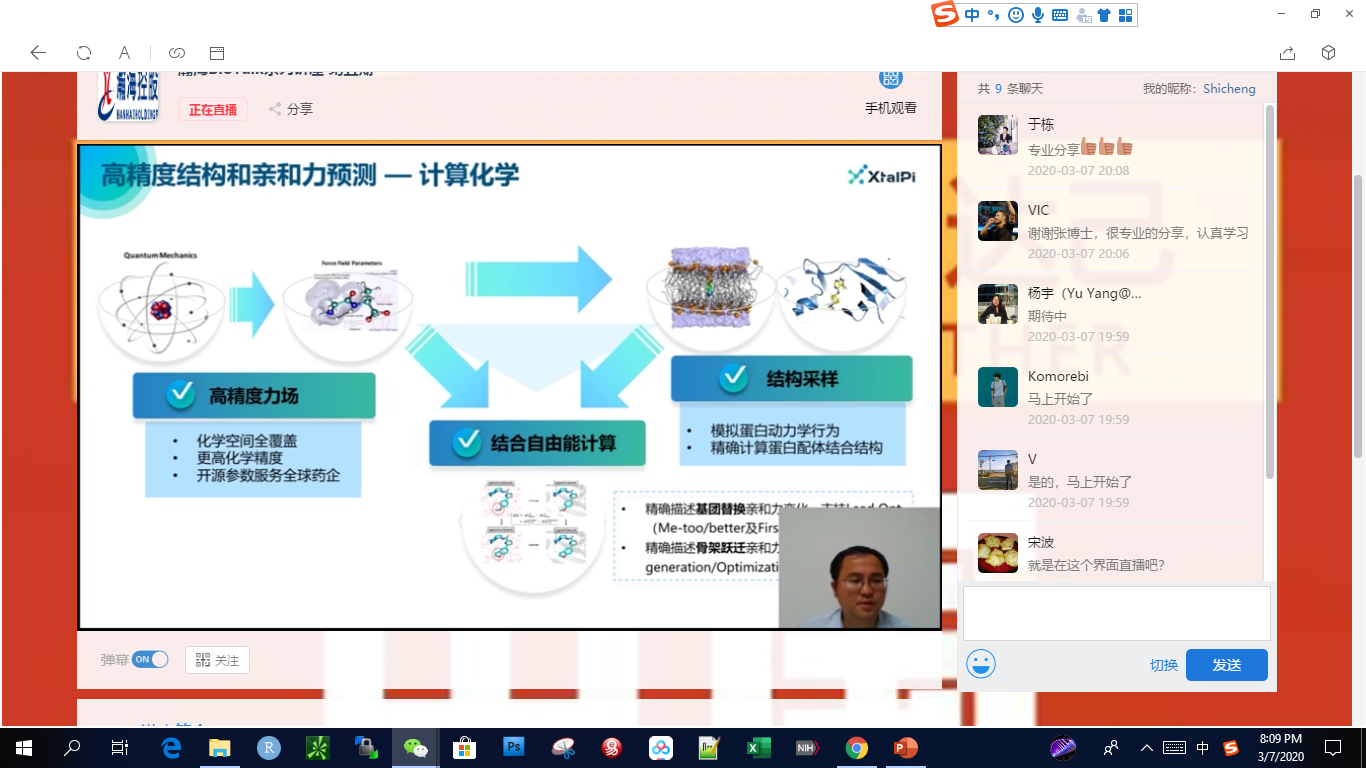 中
瀚海控股
HANHAIHOLDINGS
正在直播
分享
手机观看
高精度结构和亲和力预测 — 计算化学
XtalPi
Quantum Mechanics
Force Field Parameters
高精度力场
• 化学空间全覆盖
• 更高化学精度
• 开源参数服务全球药企
结合自由能计算
结构采样
• 模拟蛋白动力学行为
• 精确计算蛋白配体结合结构
• 精确描述基团替换亲和力变化，支持Lead Opt
（Me-too/better及Firs
• 精确描述骨架跃迁亲和力
generation/Optimizati
弹幕 ON
关注
共 9 条聊天
我的昵称： Shicheng
于栋
专业分享👍👍👍
2020-03-07 20:08
VIC
谢谢张博士，很专业的分享，认真学习
2020-03-07 20:06
杨宇（Yu Yang@...
期待中
2020-03-07 19:59
Komorebi
马上开始了
2020-03-07 19:59
V
是的，马上开始了
2020-03-07 19:59
宋波
就是在这个界面直播吧？
切换
发送
THER
R
Ps
NIH
中
8:09 PM
3/7/2020